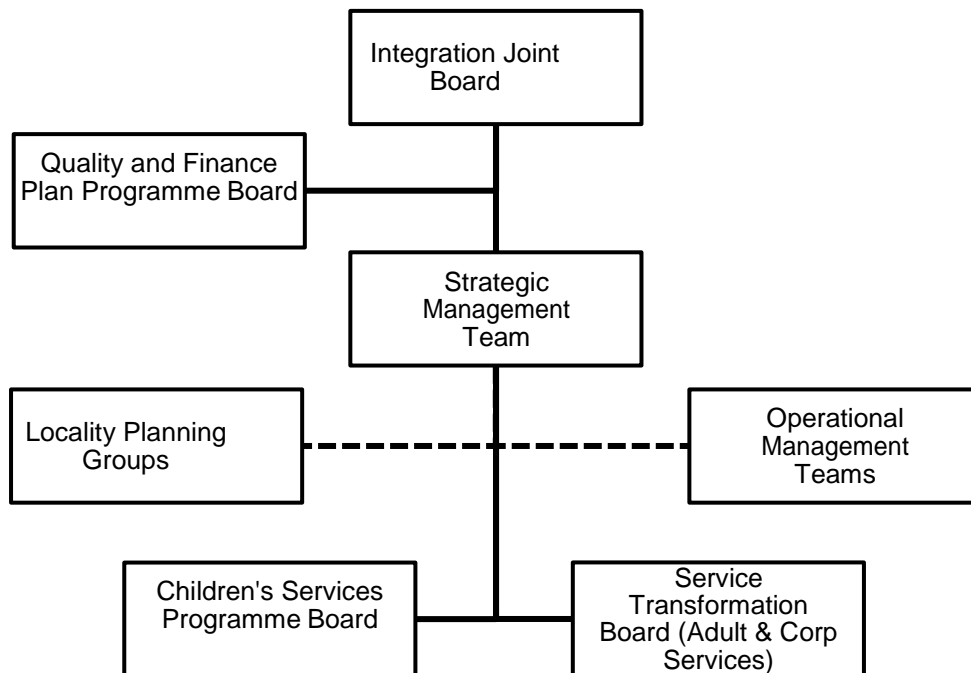 Integration Joint
Board
Quality and Finance
Plan Programme Board
Strategic
Management
Team
Locality Planning
Groups
Operational
Management
Teams
Children's Services
Programme Board
Service
Transformation
Board (Adult & Corp
Services)